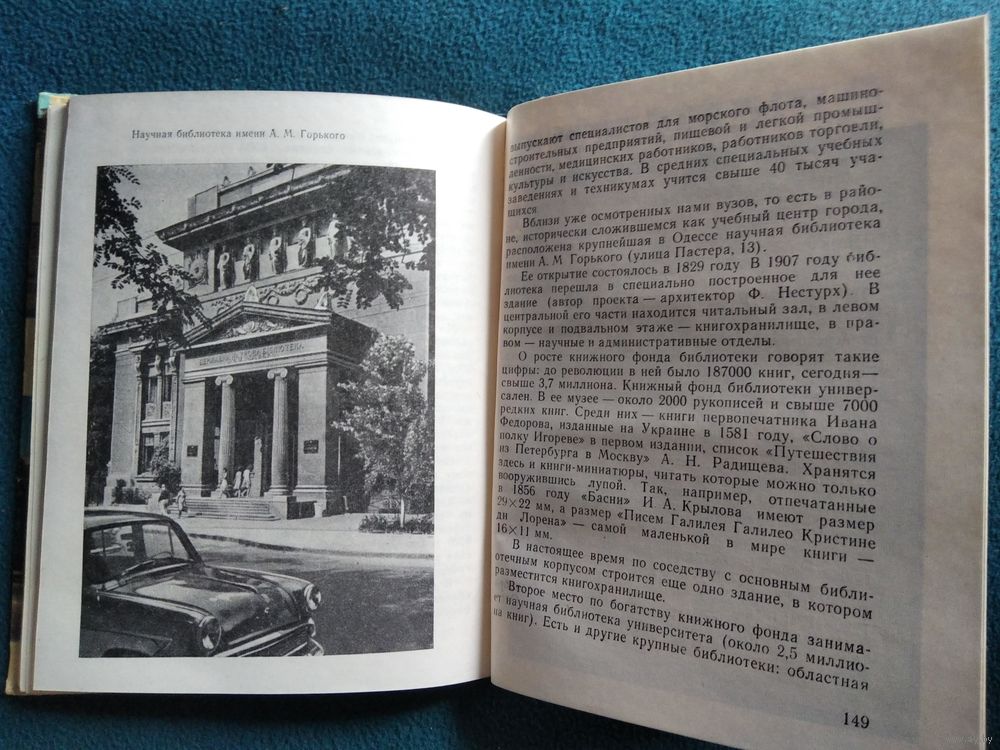 Научная библиотека имени А. М. Горького
выпускают специалистов для морского флота, машино-
строительных предприятий, пищевой и легкой промыш-
ленности, медицинских работников, работников торговли,
культуры и искусства. В средних специальных учебных
заведениях и техникумах учится свыше 40 тысяч уча-
щихся
Вблизи уже осмотренных нами вузов, то есть в райо-
не, исторически сложившемся как учебный центр города,
расположена крупнейшая в Одессе научная библиотека
имени А. М Горького (улица Пастера, 13).
Ее открытие состоялось в 1829 году В 1907 году биб-
лиотека перешла в специально построенное для нее
здание (автор проекта — архитектор Ф. Нестурх). В
центральной его части находится читальный зал, в левом
корпусе и подвальном этаже — книгохранилище, в пра-
вом — научные и административные отделы.
О росте книжного фонда библиотеки говорят такие
цифры: до революции в ней было 187000 книг, сегодня—
свыше 3,7 миллиона. Книжный фонд библиотеки универ-
сален. В ее музее — около 2000 рукописей и свыше 7000
редких книг. Среди них — книги первопечатника Ивана
Федорова, изданные на Украине в 1581 году, «Слово о
полку Игореве» в первом издании, список «Путешествия
из Петербурга в Москву» А. Н. Радищева. Хранятся
здесь и книги-миниатюры, читать которые можно только
вооружившись лупой. Так, например, отпечатанные
в 1856 году «Басни» И А. Крылова имеют размер
29×22 мм, а размер «Писем Галилея Галилео Кристине
ди Лорена» — самой маленькой в мире книги —
16×11 мм.
В настоящее время по соседству с основным библи-
отечным корпусом строится еще одно здание, в котором
разместится книгохранилище.
Второе место по богатству книжного фонда занима-
ет научная библиотека университета (около 2,5 миллио-
на книг). Есть и другие крупные библиотеки: областная
149